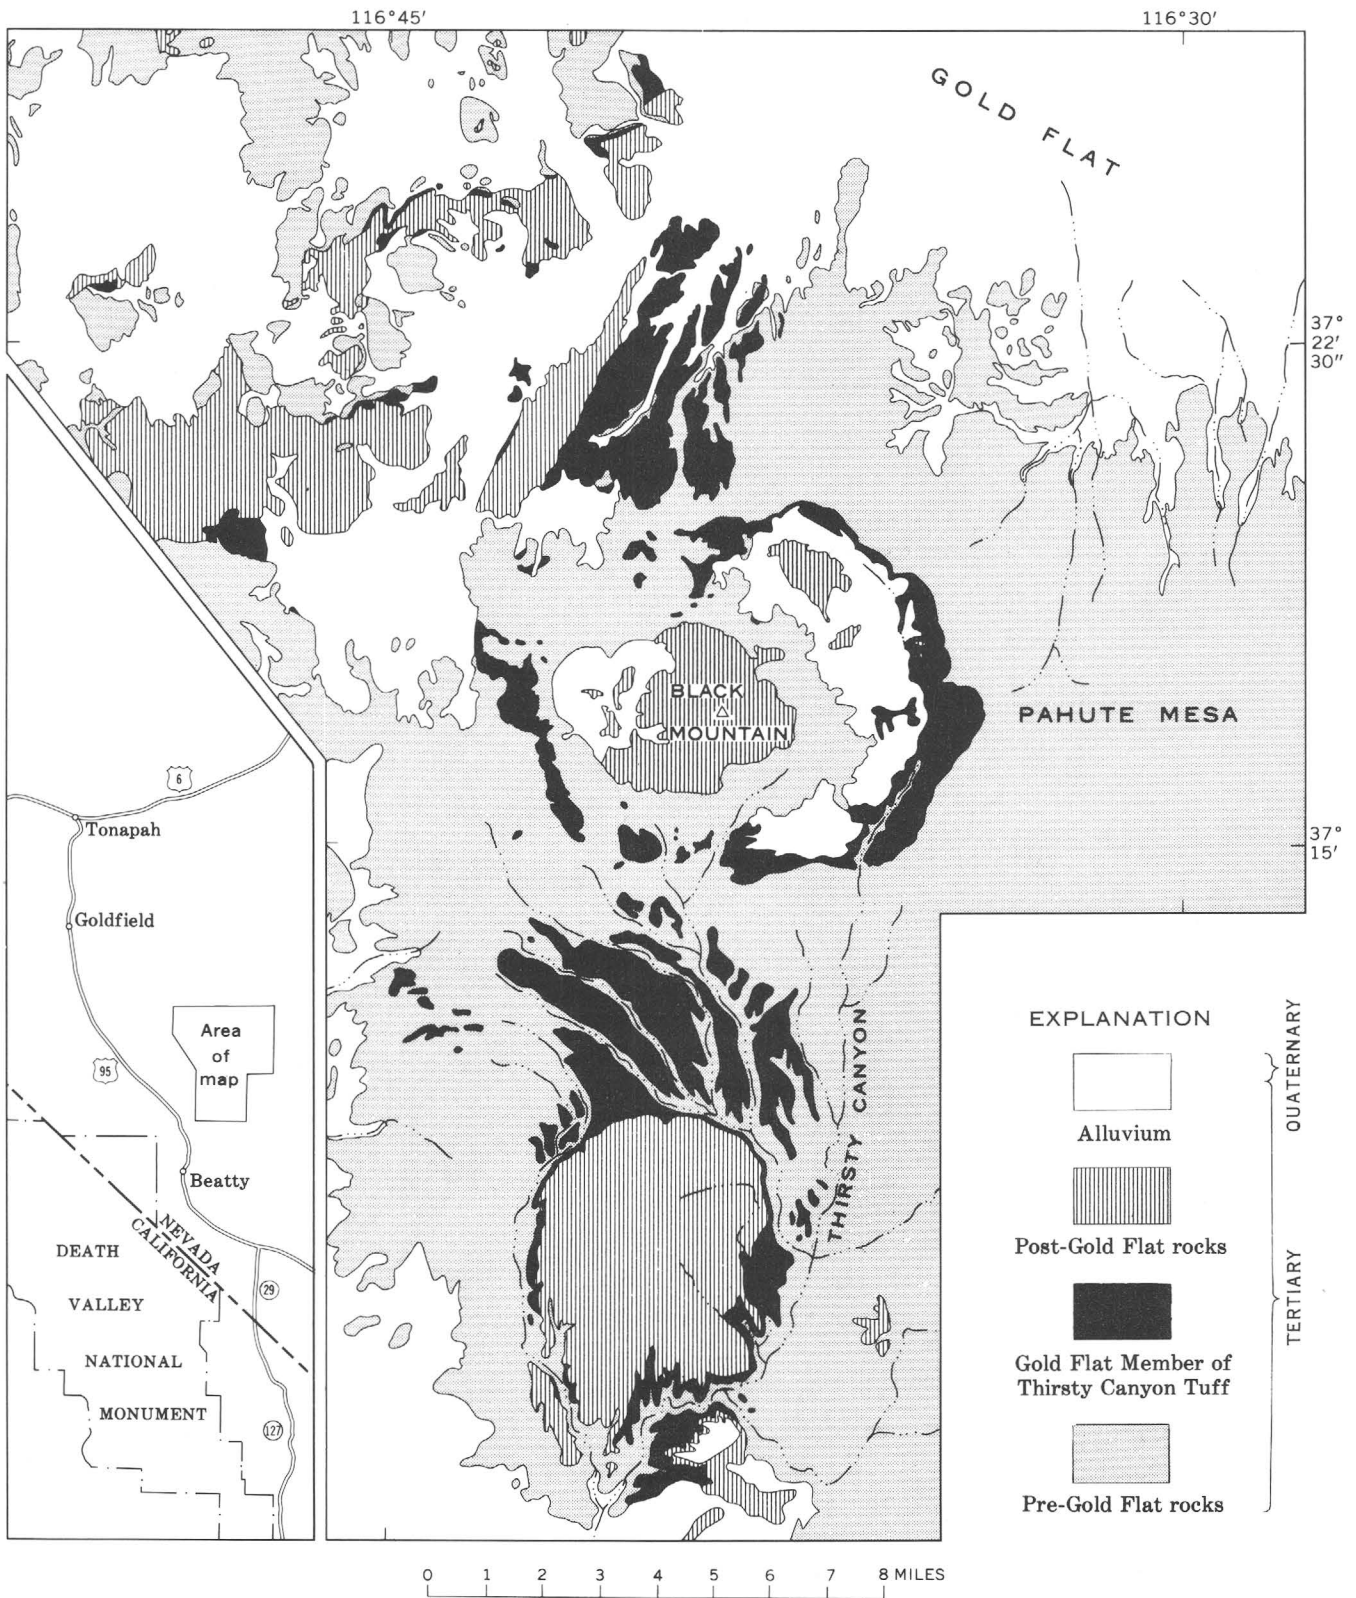 116°45′
116°30′
GOLD FLAT
37°
22′
30″
BLACK
MOUNTAIN
PAHUTE MESA
6
Tonapah
37°
15′
Goldfield
Area
of
map
95
THIRSTY CANYON
Beatty
NEVADA
CALIFORNIA
DEATH
VALLEY
NATIONAL
MONUMENT
29
127
EXPLANATION
Alluvium
Post-Gold Flat rocks
Gold Flat Member of
Thirsty Canyon Tuff
Pre-Gold Flat rocks
QUATERNARY
TERTIARY
0 1 2 3 4 5 6 7 8 MILES